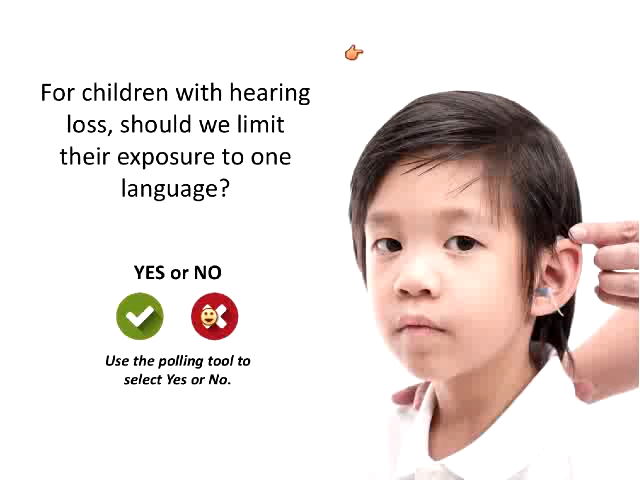 For children with hearing
loss, should we limit
their exposure to one
language?
YES or NO
Use the polling tool to
select Yes or No.